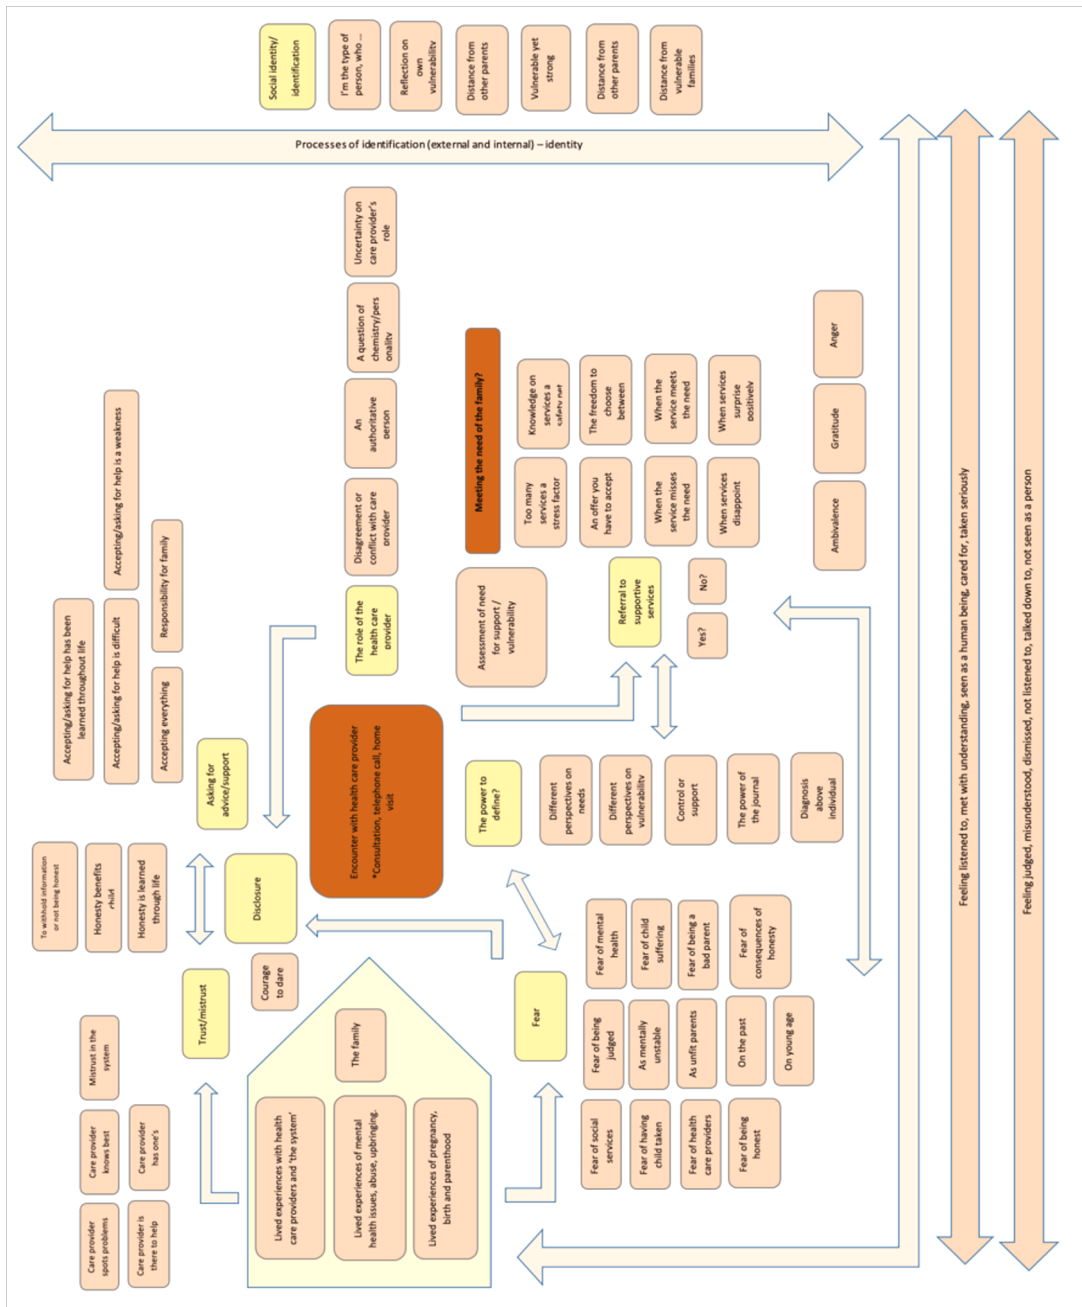 Care provider
spots problems
Care provider
knows best
Mistrust in the
system
Care provider is
there to help
Care provider
has one's
Trust/mistrust
To withhold information
or not being honest
Honesty benefits
child
Honesty is learned
through life
Accepting/asking for help has been
learned throughout life
Accepting/asking for help is difficult
Accepting/asking for help is a weakness
Accepting everything
Responsibility for family
Asking for
advice/support
Disclosure
Courage
to dare
Lived experiences with health
care providers and 'the system'
Lived experiences of mental
health issues, abuse, upbringing.
Lived experiences of pregnancy,
birth and parenthood
The family
Encounter with health care provider
*Consultation, telephone call, home
visit
The role of the
health care
provider
Disagreement or
conflict with care
provider
An
authoritative
person
A question of
chemistry/pers
onality
Uncertainty on
care provider's
role
Processes of identification (external and internal) – identity
Social identity/
identification
I'm the type of
person, who …
Reflection on
own
vulnerability
Distance from
other parents
Vulnerable yet
strong
Distance from
other parents
Distance from
vulnerable
families
Fear
Fear of social
services
Fear of being
judged
Fear of mental
health
Fear of having
child taken
As mentally
unstable
Fear of child
suffering
Fear of health
care providers
As unfit parents
Fear of being a
bad parent
Fear of being
honest
On the past
Fear of
consequences of
honesty
On young age
The power to
define?
Different
perspectives on
needs
Different
perspectives on
vulnerability
Control or
support
The power of
the journal
Diagnosis
above
individual
Assessment of need
for support /
vulnerability
Meeting the need of the family?
Referral to
supportive
services
Yes?
No?
Too many
services a
stress factor
Knowledge on
services a
safety net
An offer you
have to accept
The freedom to
choose
between
When the
service misses
the need
When the
service meets
the need
When services
disappoint
When services
surprise
positively
Ambivalence
Gratitude
Anger
Feeling listened to, met with understanding, seen as a human being, cared for, taken seriously
Feeling judged, misunderstood, dismissed, not listened to, talked down to, not seen as a person